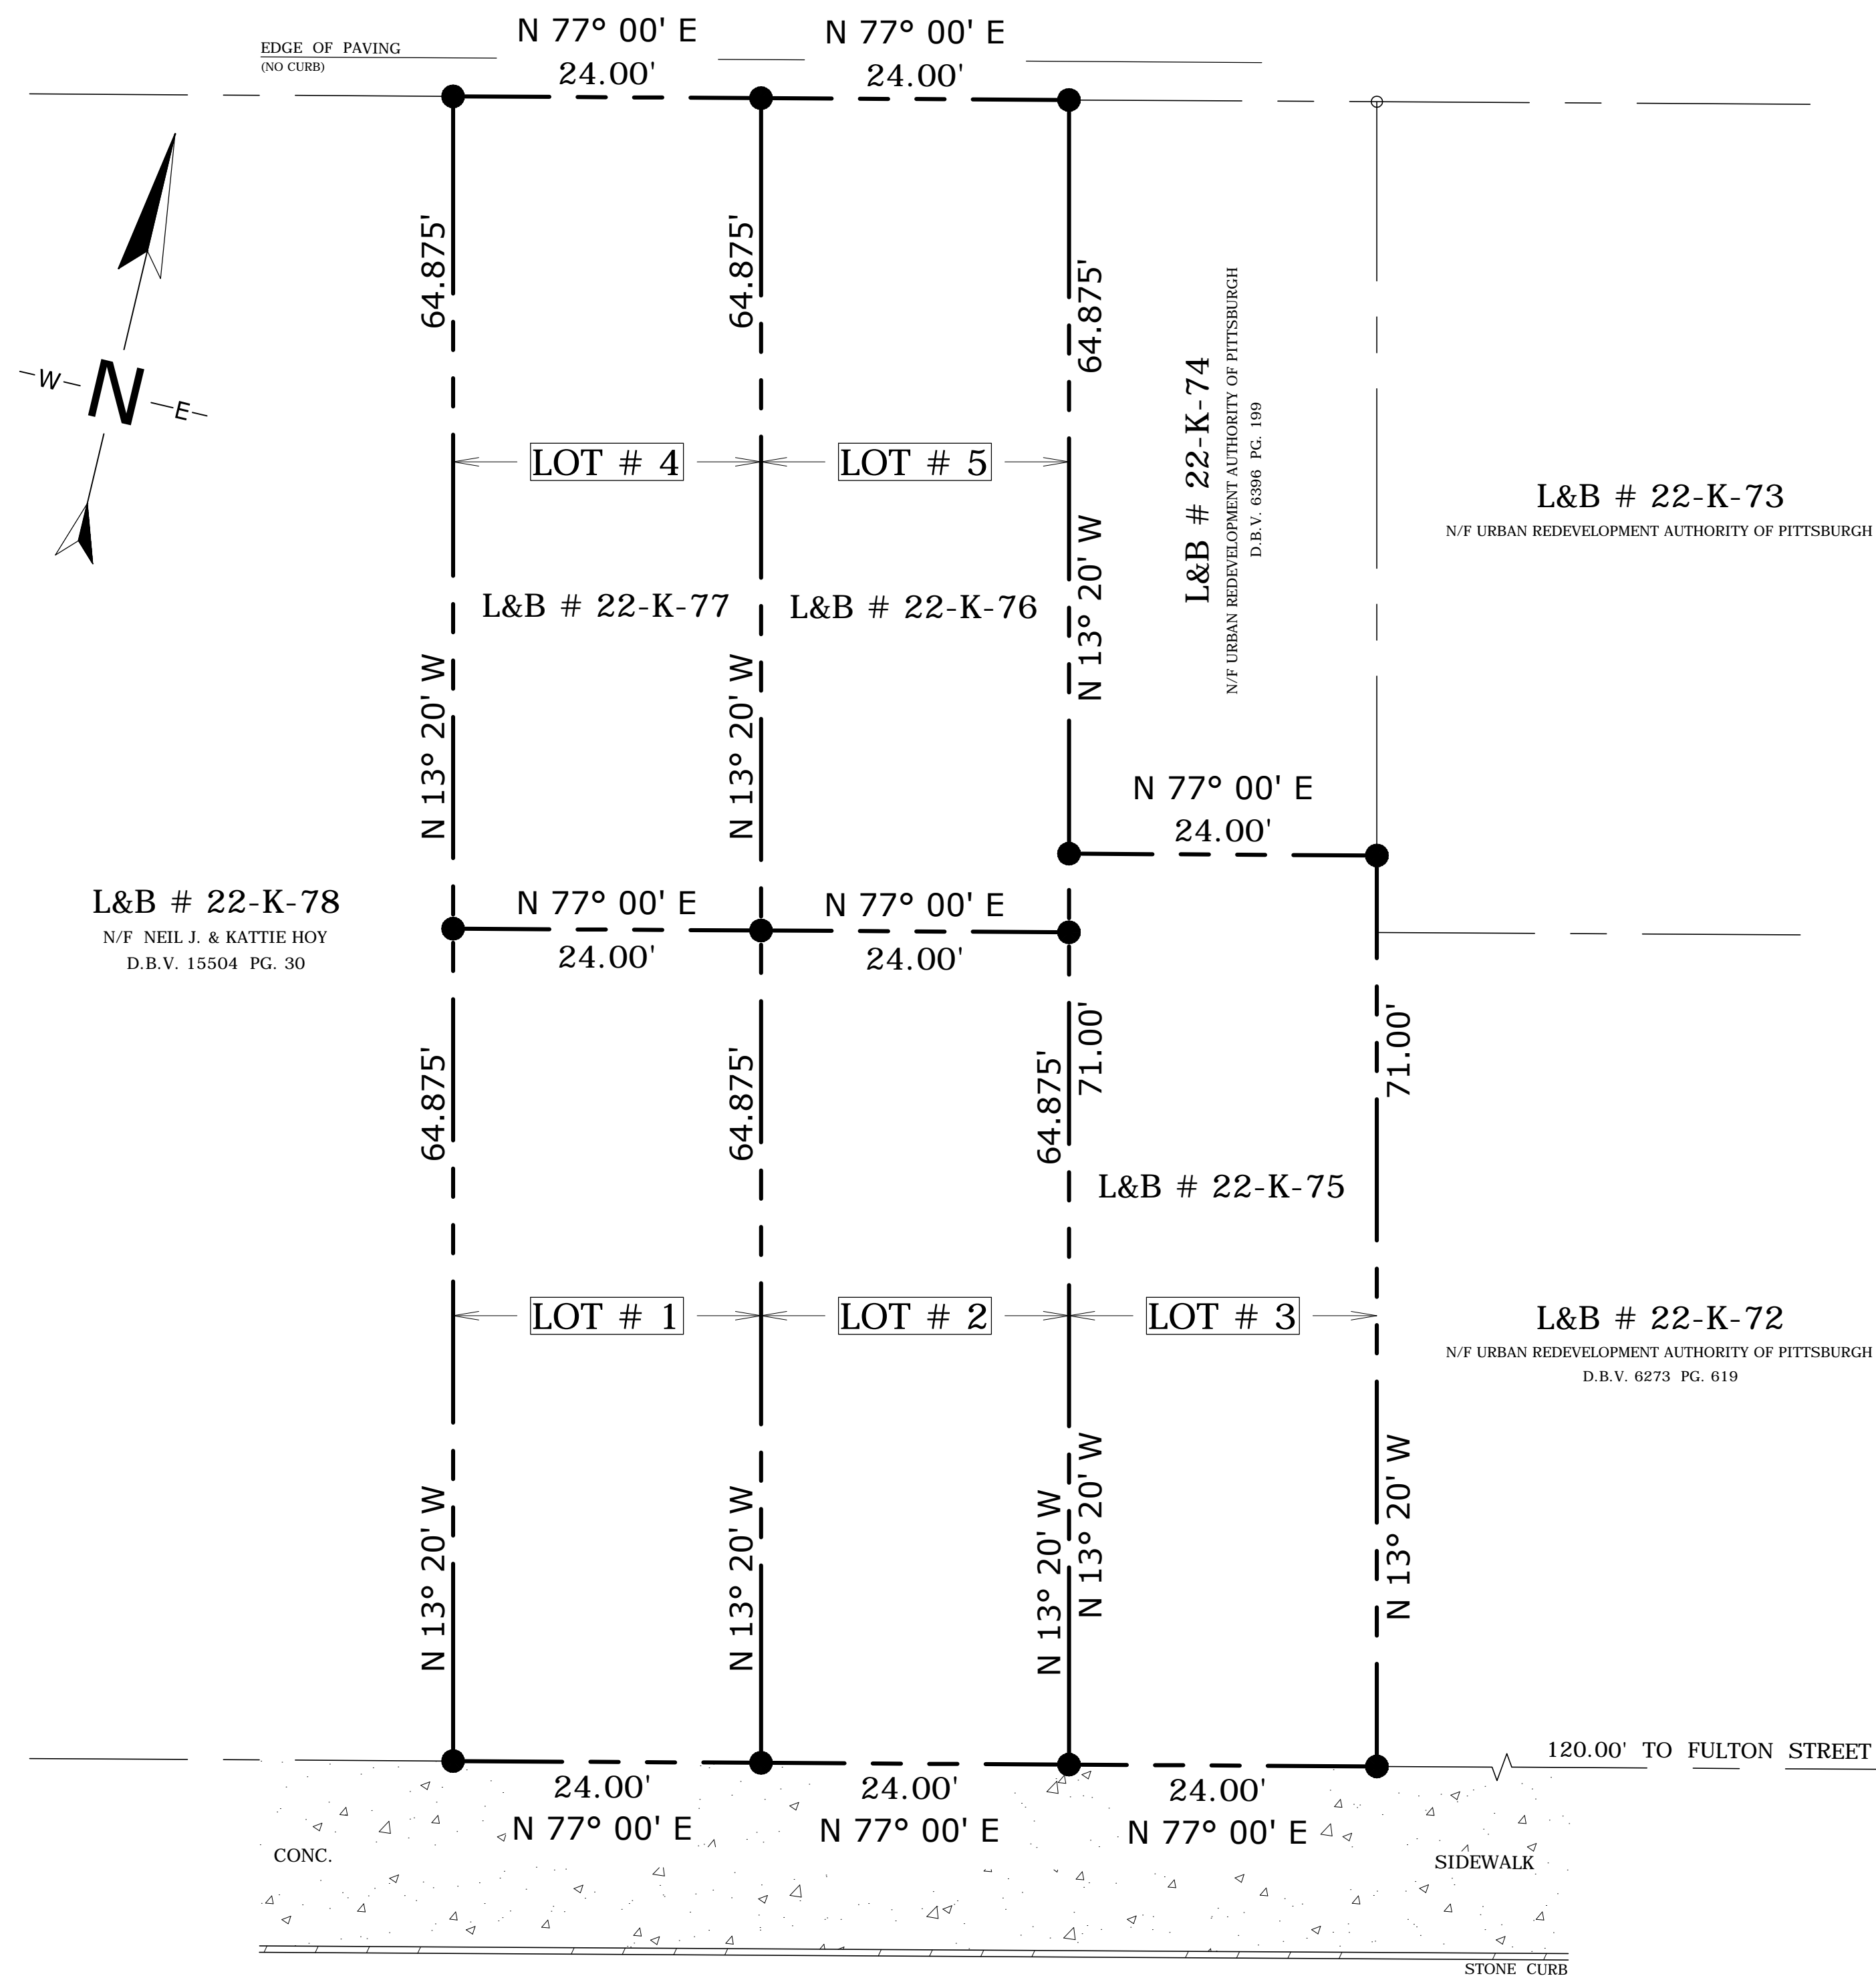 N 77° 00' E
24.00'
N 77° 00' E
24.00'
EDGE OF PAVING
(NO CURB)
W
N
E
64.875'
N 13° 20' W
64.875'
N 13° 20' W
64.875'
N 13° 20' W
LOT # 4
LOT # 5
L&B # 22-K-77
L&B # 22-K-76
L&B # 22-K-74
N/F URBAN REDEVELOPMENT AUTHORITY OF PITTSBURGH
D.B.V. 6396 PG. 199
L&B # 22-K-73
N/F URBAN REDEVELOPMENT AUTHORITY OF PITTSBURGH
N 77° 00' E
24.00'
L&B # 22-K-78
N/F NEIL J. & KATTIE HOY
D.B.V. 15504 PG. 30
N 77° 00' E
24.00'
N 77° 00' E
24.00'
64.875'
N 13° 20' W
64.875'
N 13° 20' W
64.875'
N 13° 20' W
71.00'
N 13° 20' W
71.00'
N 13° 20' W
L&B # 22-K-75
LOT # 1
LOT # 2
LOT # 3
L&B # 22-K-72
N/F URBAN REDEVELOPMENT AUTHORITY OF PITTSBURGH
D.B.V. 6273 PG. 619
120.00' TO FULTON STREET
24.00'
N 77° 00' E
24.00'
N 77° 00' E
24.00'
N 77° 00' E
CONC.
SIDEWALK
STONE CURB